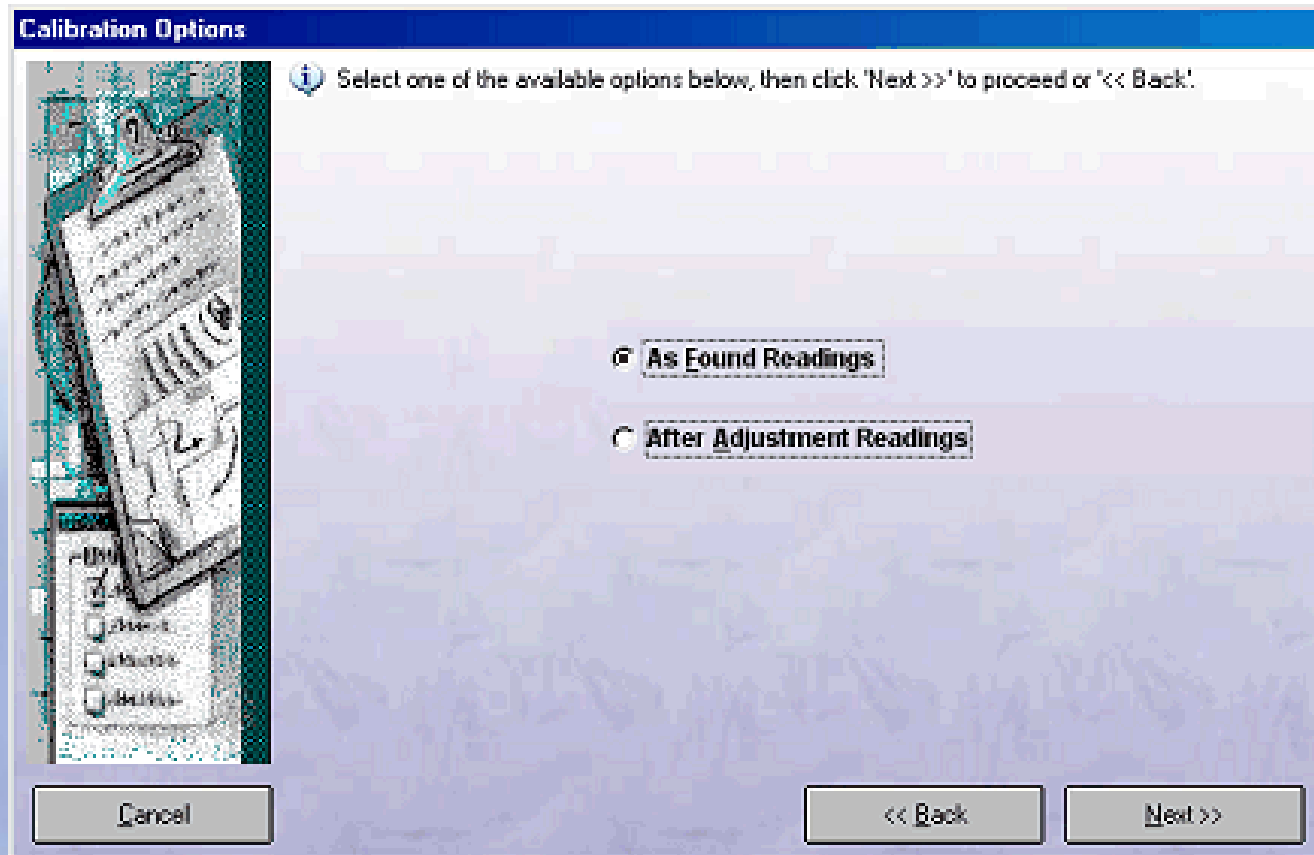 Calibration Options
Select one of the available options below, then click 'Next >>' to proceed or '<< Back'.
As Found Readings
After Adjustment Readings
Cancel
<< Back
Next >>